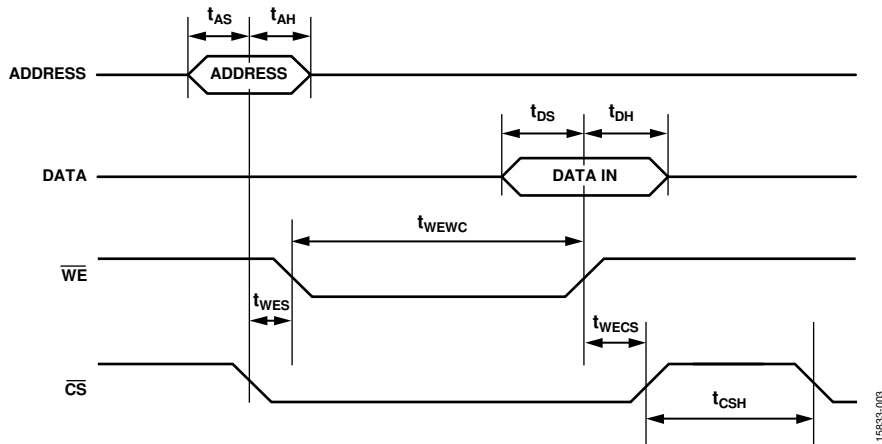 tAS tAH
ADDRESS ADDRESS
tDS tDH
DATA DATA IN
tWEWC
WE
tWES
tWECS
CS
tCSH
15833-003